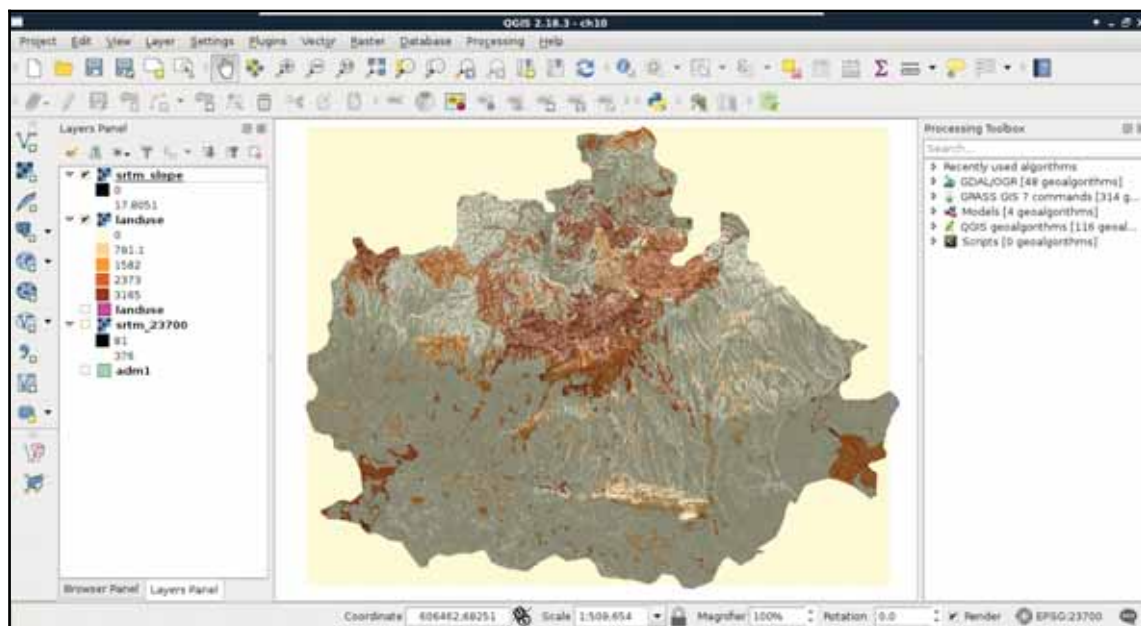 QGIS 2.18.3 - ch10
Project Edit View Layer Settings Plugins Vector Raster Database Processing Help
Layers Panel
srtm_slope
0
17.8051
landuse
0
791.1
1582
2373
3165
landuse
srtm_23700
81
376
adm1
Browser Panel Layers Panel
Processing Toolbox
Search...
Recently used algorithms
GDAL/OGR [48 geoalgorithms]
GRASS GIS 7 commands [314 g...
Models [4 geoalgorithms]
QGIS geoalgorithms [116 geoal...
Scripts [0 geoalgorithms]
Coordinate 606462,68251 Scale 1:509,654 Magnifier 100% Rotation 0.0 Render EPSG:23700